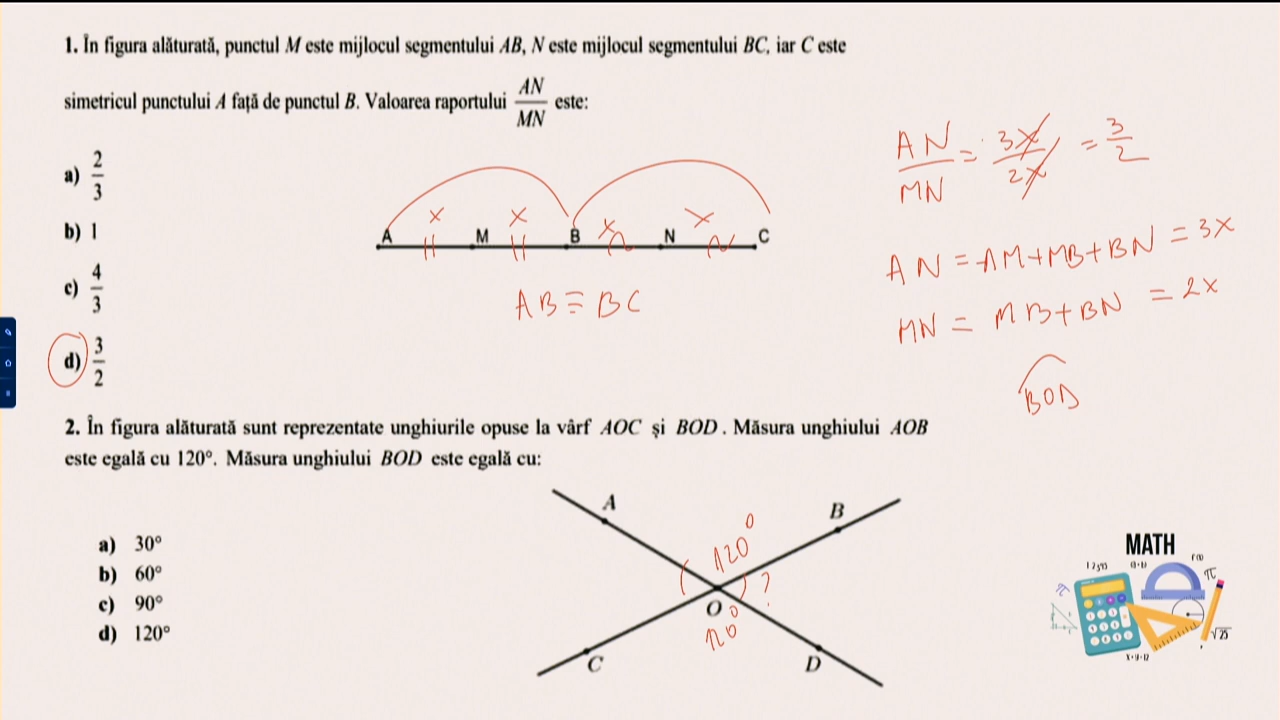 1. În figura alăturată, punctul M este mijlocul segmentului AB, N este mijlocul segmentului BC, iar C este
simetricul punctului A față de punctul B. Valoarea raportului AN/MN este:
a) 2/3
b) 1
c) 4/3
d) 3/2
x x x x
A M B N C
AB ≡ BC
AN/MN = 3x/2x = 3/2
AN = AM + MB + BN = 3x
MN = MB + BN = 2x
BOD
2. În figura alăturată sunt reprezentate unghiurile opuse la vârf AOC și BOD. Măsura unghiului AOB
este egală cu 120°. Măsura unghiului BOD este egală cu:
a) 30°
b) 60°
c) 90°
d) 120°
A B
120°
?
O
120°
C D
MATH
π
√25